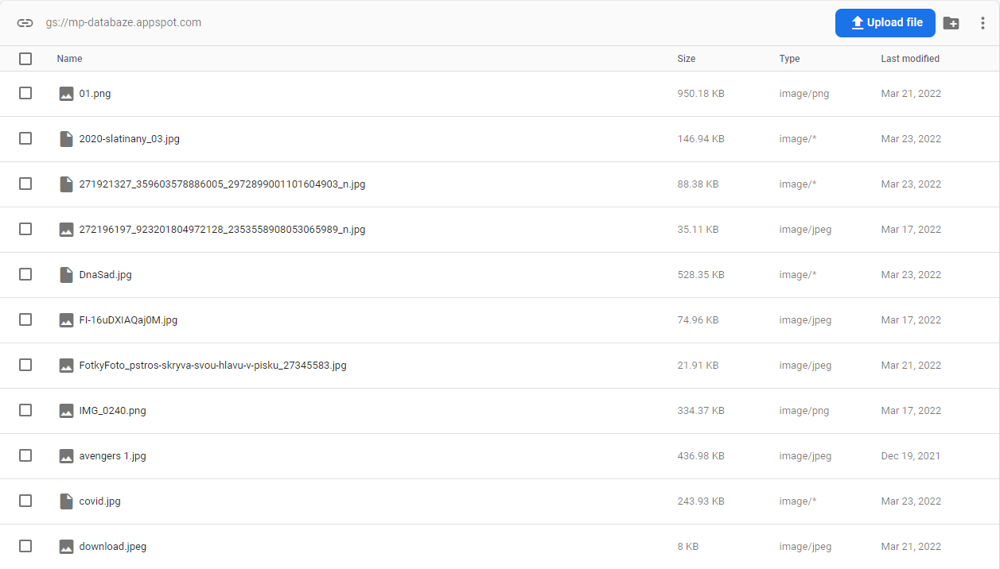 gs://mp-databaze.appspot.com Upload file
Name Size Type Last modified
01.png 950.18 KB image/png Mar 21, 2022
2020-slatinany_03.jpg 146.94 KB image/* Mar 23, 2022
271921327_359603578886005_2972899001101604903_n.jpg 88.38 KB image/* Mar 23, 2022
272196197_923201804972128_2353558908053065989_n.jpg 35.11 KB image/jpeg Mar 17, 2022
DnaSad.jpg 528.35 KB image/* Mar 23, 2022
FI-16uDXIAQaj0M.jpg 74.96 KB image/jpeg Mar 17, 2022
FotkyFoto_pstros-skryva-svou-hlavu-v-pisku_27345583.jpg 21.91 KB image/jpeg Mar 21, 2022
IMG_0240.png 334.37 KB image/png Mar 17, 2022
avengers 1.jpg 436.98 KB image/jpeg Dec 19, 2021
covid.jpg 243.93 KB image/* Mar 23, 2022
download.jpeg 8 KB image/jpeg Mar 21, 2022